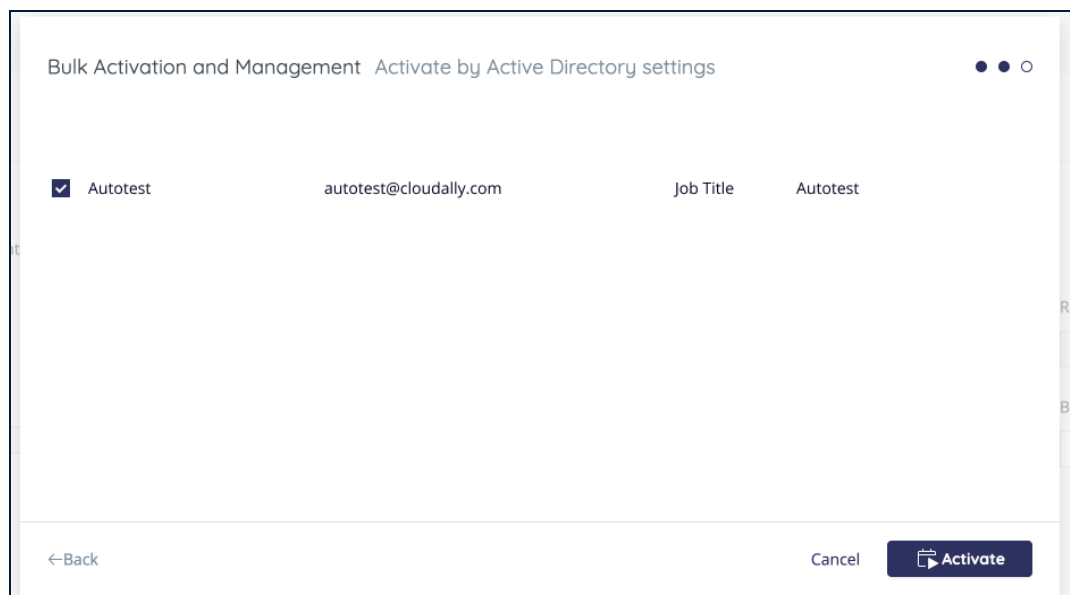 Bulk Activation and Management Activate by Active Directory settings
Autotest autotest@cloudally.com Job Title Autotest
nt
R
B
←Back Cancel Activate